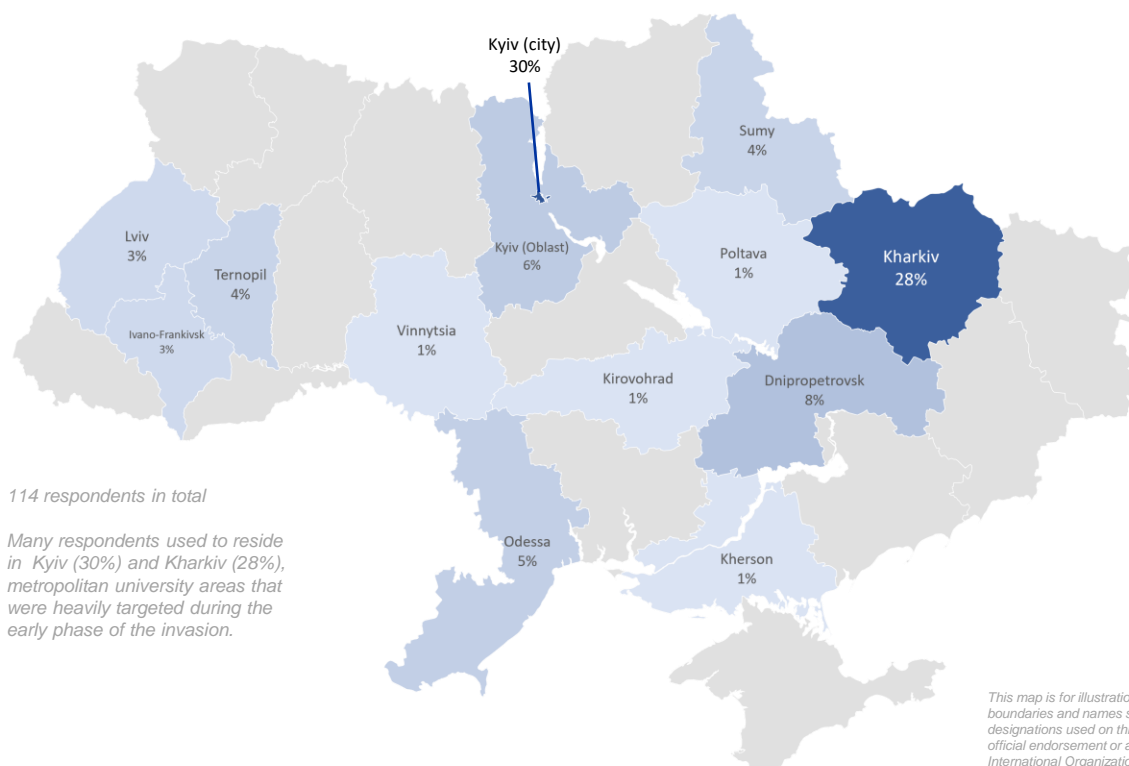 Kyiv (city)
30%
Sumy
4%
Lviv
3%
Ternopil
4%
Kyiv (Oblast)
6%
Poltava
1%
Kharkiv
28%
Ivano-Frankivsk
3%
Vinnytsia
1%
Kirovohrad
1%
Dnipropetrovsk
8%
114 respondents in total
Many respondents used to reside
in Kyiv (30%) and Kharkiv (28%),
metropolitan university areas that
were heavily targeted during the
early phase of the invasion.
Odessa
5%
Kherson
1%
This map is for illustration
boundaries and names s
designations used on thi
official endorsement or a
International Organizatio